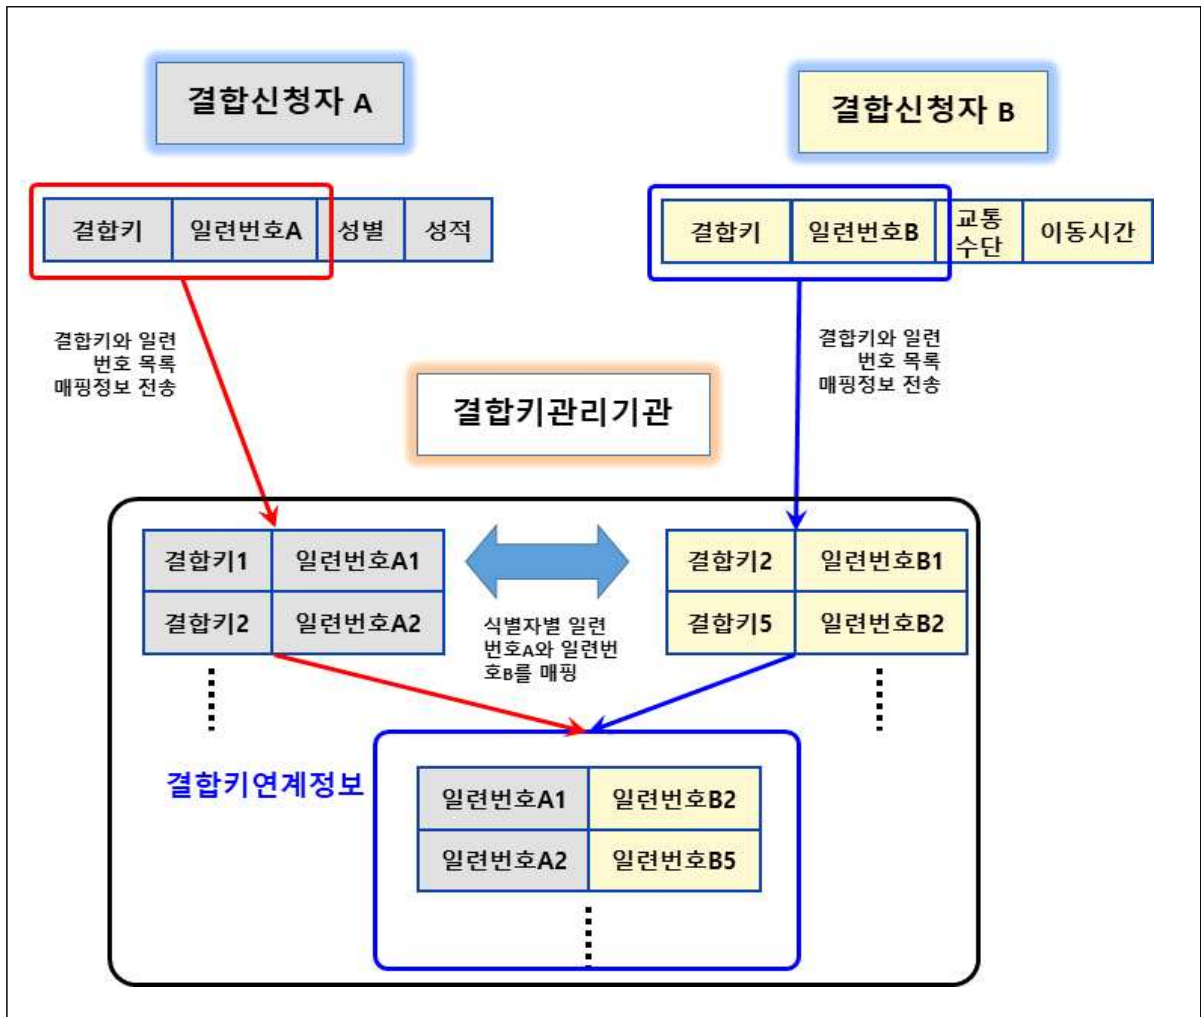 결합신청자 A
결합신청자 B
결합키 일련번호A 성별 성적
결합키 일련번호B 교통
수단 이동시간
결합키와 일련
번호 목록
매핑정보 전송
결합키와 일련
번호 목록
매핑정보 전송
결합키관리기관
결합키1 일련번호A1
결합키2 일련번호A2
식별자별 일련
번호A와 일련번
호B를 매핑
결합키2 일련번호B1
결합키5 일련번호B2
결합키연계정보
일련번호A1 일련번호B2
일련번호A2 일련번호B5